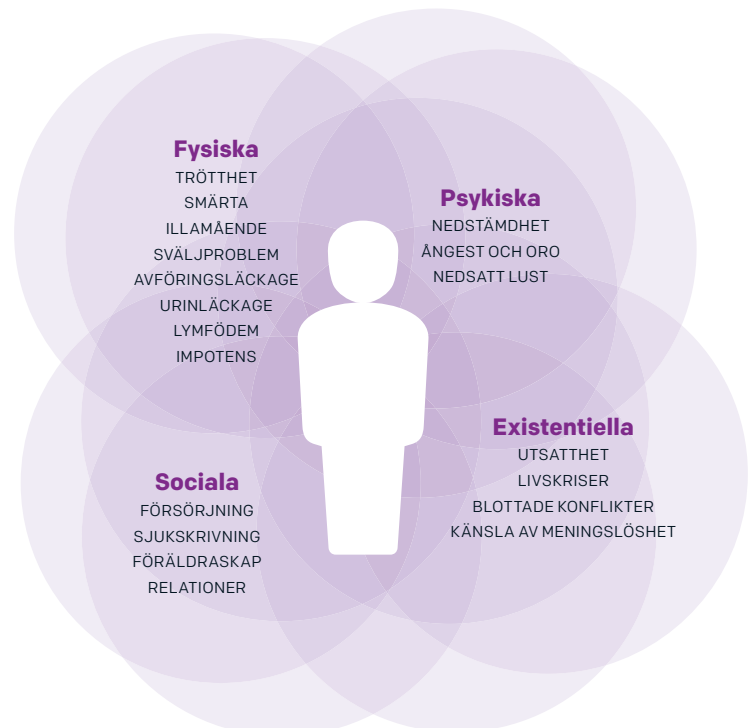 Fysiska
TRÖTTHET
SMÄRTA
ILLAMÅENDE
SVÄLJPROBLEM
AVFÖRINGSLÄCKAGE
URINLÄCKAGE
LYMFÖDEM
IMPOTENS
Psykiska
NEDSTÄMDHET
ÅNGEST OCH ORO
NEDSATT LUST
Sociala
FÖRSÖRJNING
SJUKSKRIVNING
FÖRÄLDRASKAP
RELATIONER
Existentiella
UTSATTHET
LIVSKRISER
BLOTTADE KONFLIKTER
KÄNSLA AV MENINGSLÖSHET